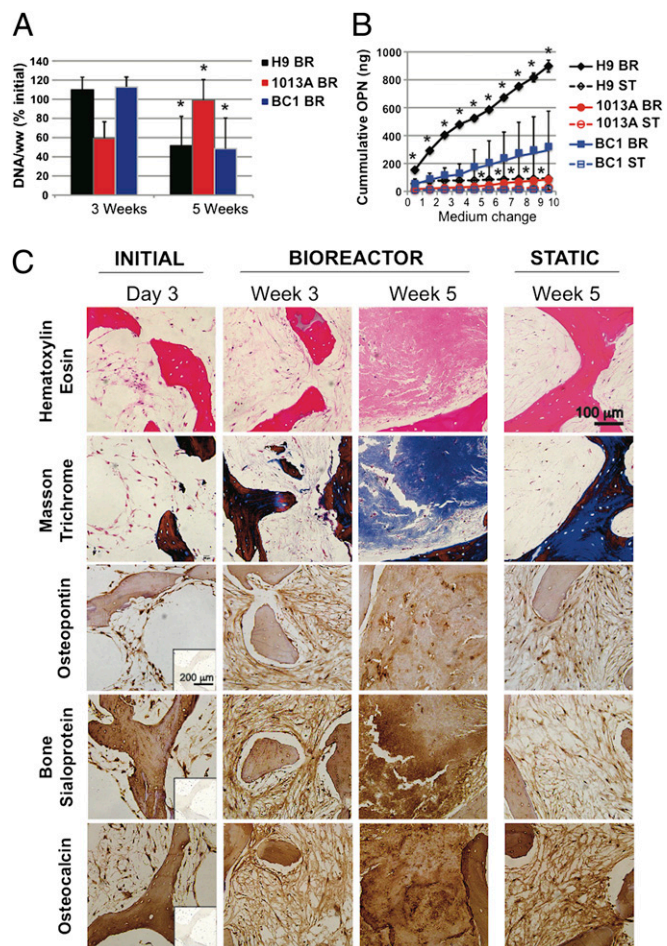 A
DNA/ww (% initial)
140
120
100
80
60
40
20
0
*
*
*
3 Weeks
5 Weeks
H9 BR
1013A BR
BC1 BR
B
Cummulative OPN (ng)
1000
800
600
400
200
0
* * * * * * * * * *
* * * * *
0 1 2 3 4 5 6 7 8 9 10
Medium change
H9 BR
H9 ST
1013A BR
1013A ST
BC1 BR
BC1 ST
C
INITIAL
BIOREACTOR
STATIC
Day 3
Week 3
Week 5
Week 5
Hematoxylin
Eosin
100 µm
Masson
Trichrome
Osteopontin
200 µm
Bone
Sialoprotein
Osteocalcin